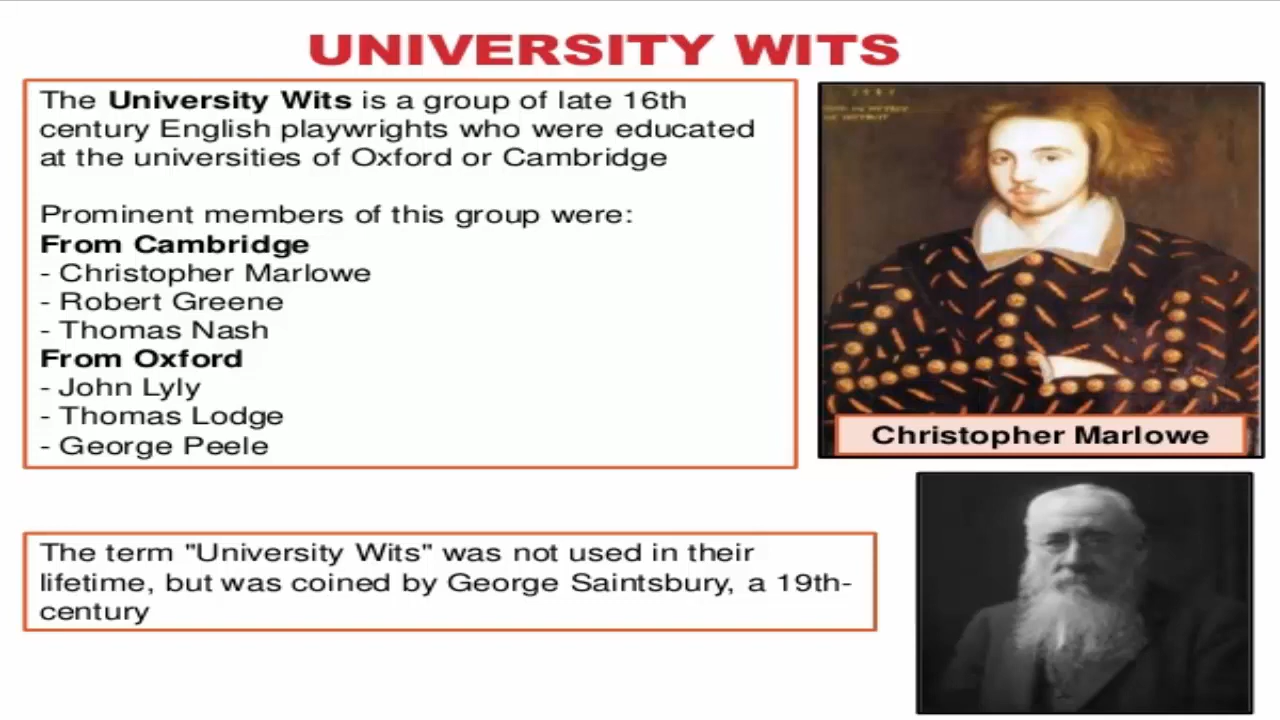 UNIVERSITY WITS
The University Wits is a group of late 16th
century English playwrights who were educated
at the universities of Oxford or Cambridge
Prominent members of this group were:
From Cambridge
- Christopher Marlowe
- Robert Greene
- Thomas Nash
From Oxford
- John Lyly
- Thomas Lodge
- George Peele
Christopher Marlowe
The term "University Wits" was not used in their
lifetime, but was coined by George Saintsbury, a 19th-
century